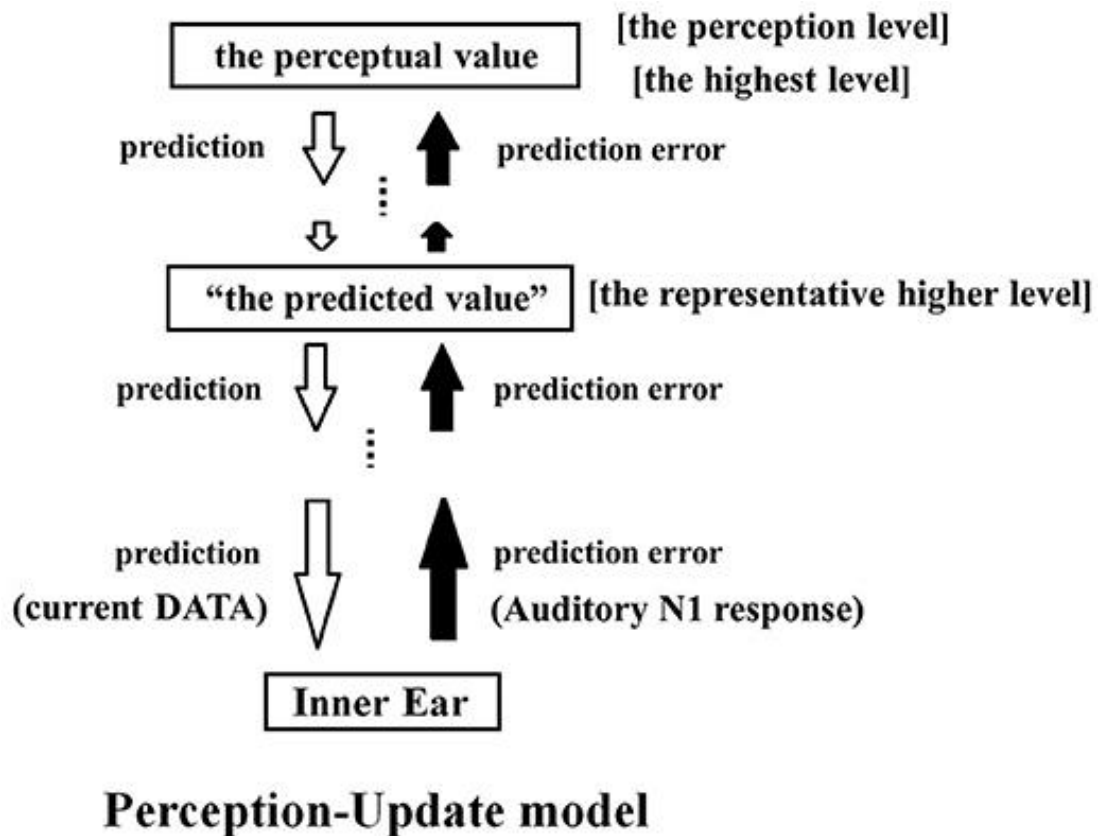 the perceptual value
[the perception level]
[the highest level]
prediction
prediction error
“the predicted value”
[the representative higher level]
prediction
prediction error
prediction
(current DATA)
prediction error
(Auditory N1 response)
Inner Ear
Perception-Update model